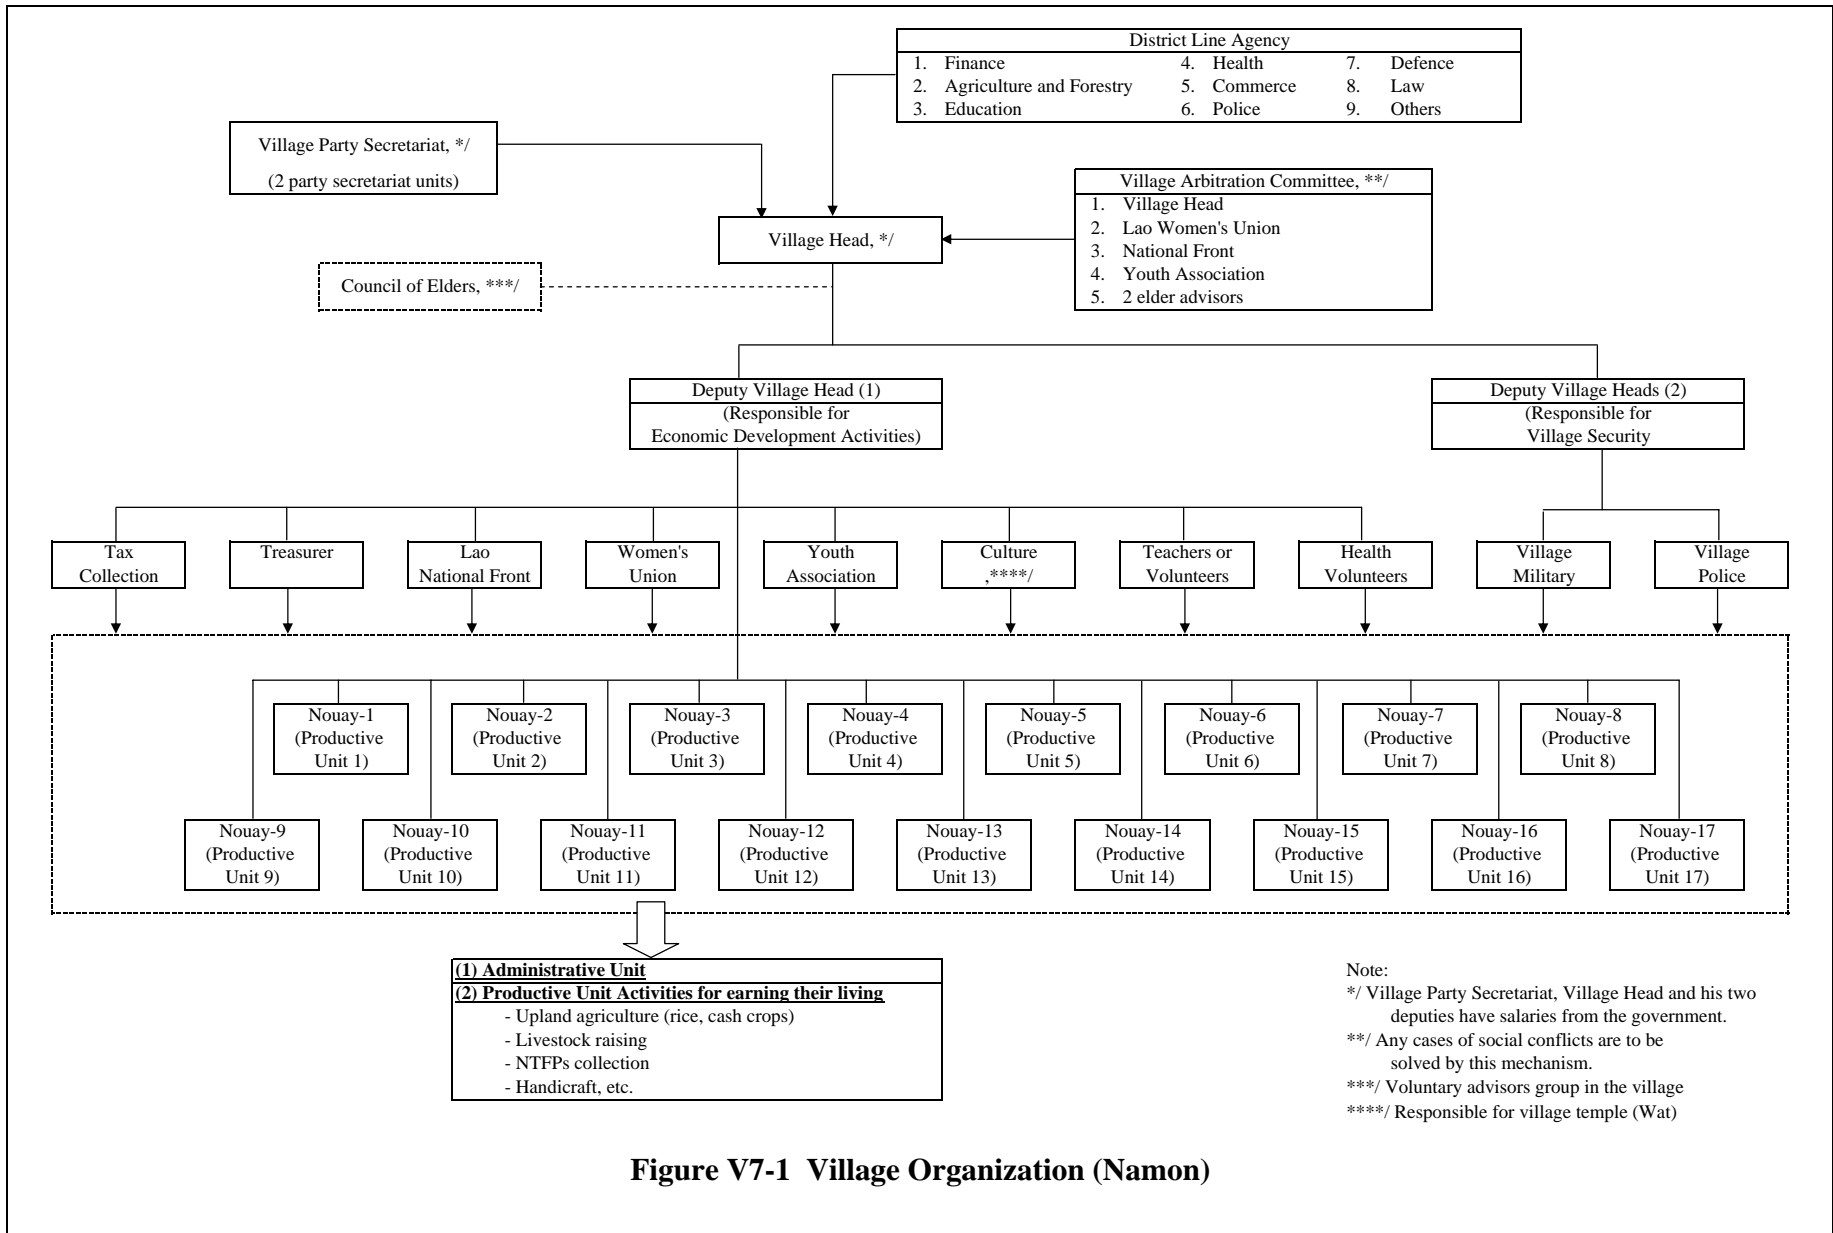 District Line Agency
1. Finance 4. Health 7. Defence
2. Agriculture and Forestry 5. Commerce 8. Law
3. Education 6. Police 9. Others
Village Party Secretariat, */
(2 party secretariat units)
Village Arbitration Committee, **/
1. Village Head
2. Lao Women's Union
3. National Front
4. Youth Association
5. 2 elder advisors
Village Head, */
Council of Elders, ***/
Deputy Village Head (1)
(Responsible for
Economic Development Activities)
Deputy Village Heads (2)
(Responsible for
Village Security
Tax
Collection
Treasurer
Lao
National Front
Women's
Union
Youth
Association
Culture
,****/
Teachers or
Volunteers
Health
Volunteers
Village
Military
Village
Police
Nouay-1
(Productive
Unit 1)
Nouay-2
(Productive
Unit 2)
Nouay-3
(Productive
Unit 3)
Nouay-4
(Productive
Unit 4)
Nouay-5
(Productive
Unit 5)
Nouay-6
(Productive
Unit 6)
Nouay-7
(Productive
Unit 7)
Nouay-8
(Productive
Unit 8)
Nouay-9
(Productive
Unit 9)
Nouay-10
(Productive
Unit 10)
Nouay-11
(Productive
Unit 11)
Nouay-12
(Productive
Unit 12)
Nouay-13
(Productive
Unit 13)
Nouay-14
(Productive
Unit 14)
Nouay-15
(Productive
Unit 15)
Nouay-16
(Productive
Unit 16)
Nouay-17
(Productive
Unit 17)
(1) Administrative Unit
(2) Productive Unit Activities for earning their living
- Upland agriculture (rice, cash crops)
- Livestock raising
- NTFPs collection
- Handicraft, etc.
Note:
*/ Village Party Secretariat, Village Head and his two
deputies have salaries from the government.
**/ Any cases of social conflicts are to be
solved by this mechanism.
***/ Voluntary advisors group in the village
****/ Responsible for village temple (Wat)
Figure V7-1 Village Organization (Namon)